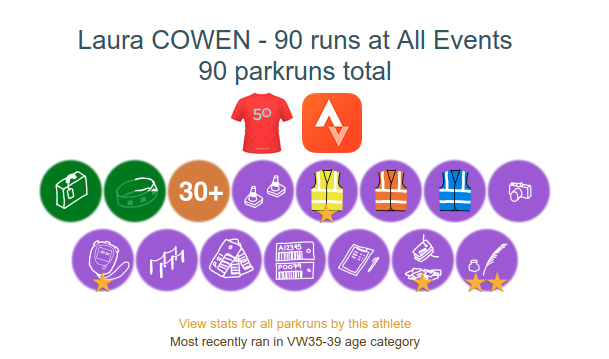 Laura COWEN - 90 runs at All Events
90 parkruns total
50
30+
A12345
P0099
View stats for all parkruns by this athlete
Most recently ran in VW35-39 age category